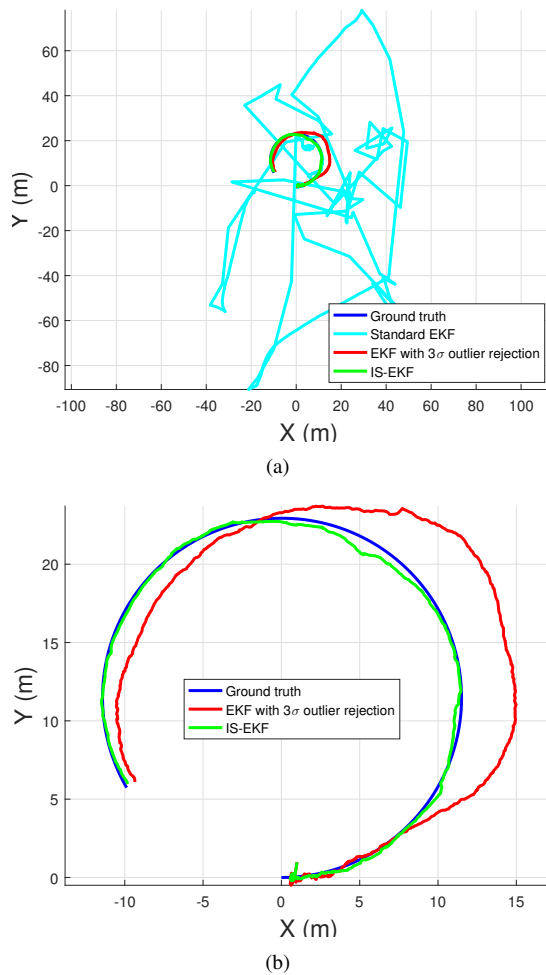 60
40
20
0
-20
-40
-60
-80
Y (m)
Ground truth
Standard EKF
EKF with 3σ outlier rejection
IS-EKF
-100 -80 -60 -40 -20 0 20 40 60 80 100
X (m)
(a)
20
15
10
5
0
Y (m)
Ground truth
EKF with 3σ outlier rejection
IS-EKF
-10 -5 0 5 10 15
X (m)
(b)